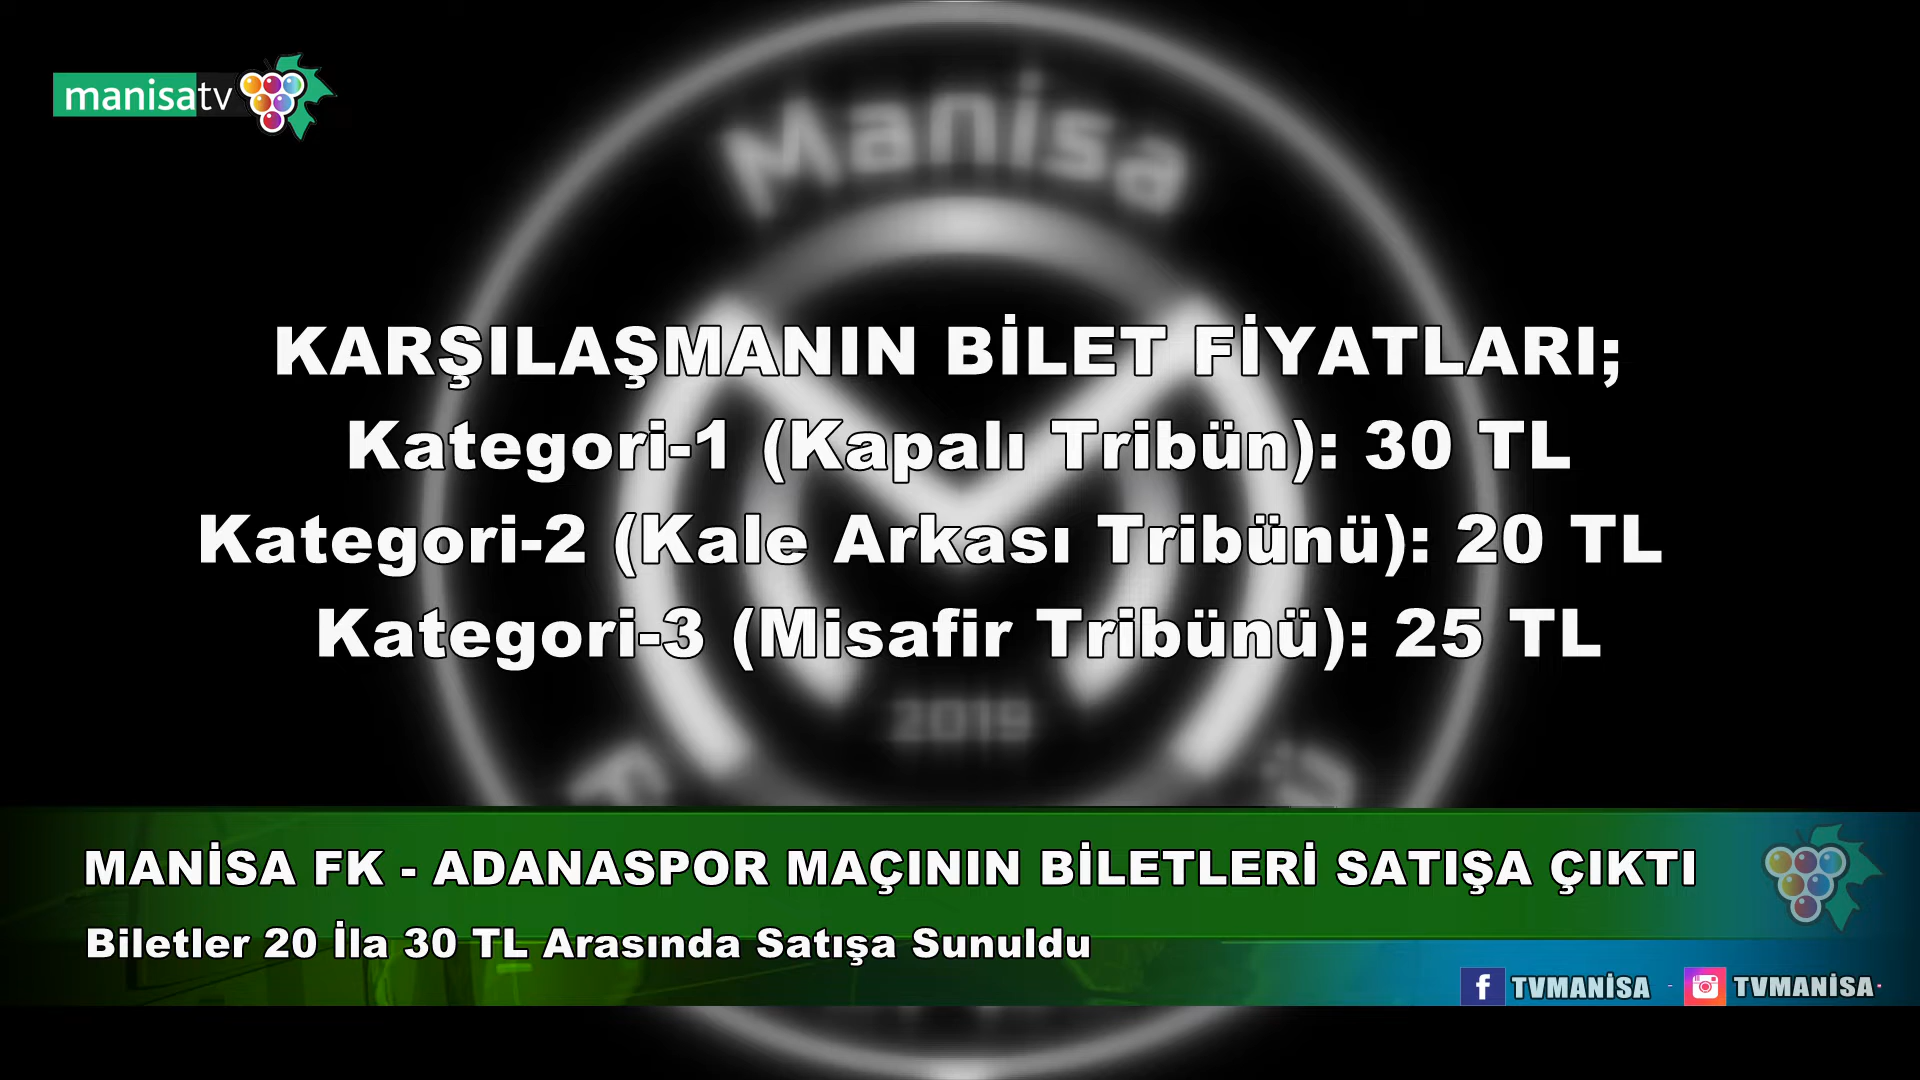 manisatv
Manisa
KARŞILAŞMANIN BİLET FİYATLARI;
Kategori-1 (Kapalı Tribün): 30 TL
Kategori-2 (Kale Arkası Tribünü): 20 TL
Kategori-3 (Misafir Tribünü): 25 TL
2019
MANİSA FK - ADANASPOR MAÇININ BİLETLERİ SATIŞA ÇIKTI
Biletler 20 İla 30 TL Arasında Satışa Sunuldu
TVMANİSA - TVMANİSA